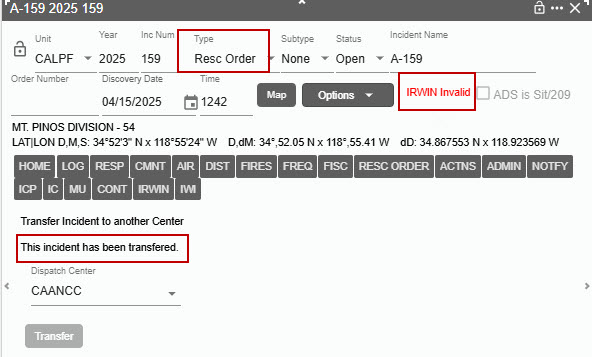 A-159 2025 159
Unit Year Inc Num Type Subtype Status Incident Name
CALPF 2025 159 Resc Order None Open A-159
Order Number Discovery Date Time
04/15/2025 1242 Map Options IRWIN Invalid ADS is Sit/209
MT. PINOS DIVISION - 54
LAT|LON D,M,S: 34°52'3" N x 118°55'24" W D,dM: 34°,52.05 N x 118°,55.41 W dD: 34.867553 N x 118.923569 W
HOME LOG RESP CMNT AIR DIST FIRES FREQ FISC RESC ORDER ACTNS ADMIN NOTFY
ICP IC MU CONT IRWIN IWI
Transfer Incident to another Center
This incident has been transfered.
Dispatch Center
CAANCC
Transfer